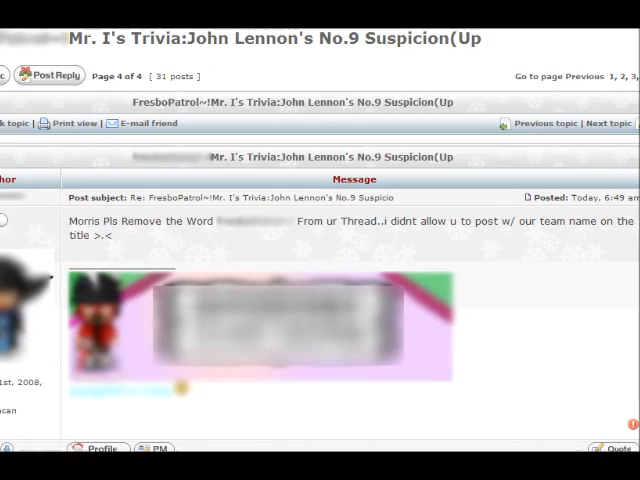 Mr. I's Trivia:John Lennon's No.9 Suspicion(Up
Post Reply Page 4 of 4 [ 31 posts ] Go to page Previous 1, 2, 3,
FresboPatrol~!Mr. I's Trivia:John Lennon's No.9 Suspicion(Up
k topic | Print view | E-mail friend Previous topic | Next topic
Mr. I's Trivia:John Lennon's No.9 Suspicion(Up
hor Message
Post subject: Re: FresboPatrol~!Mr. I's Trivia:John Lennon's No.9 Suspicio Posted: Today, 6:49 am
Morris Pls Remove the Word From ur Thread..i didnt allow u to post w/ our team name on the
title >.<
1st, 2008,
can
Profile PM Quote